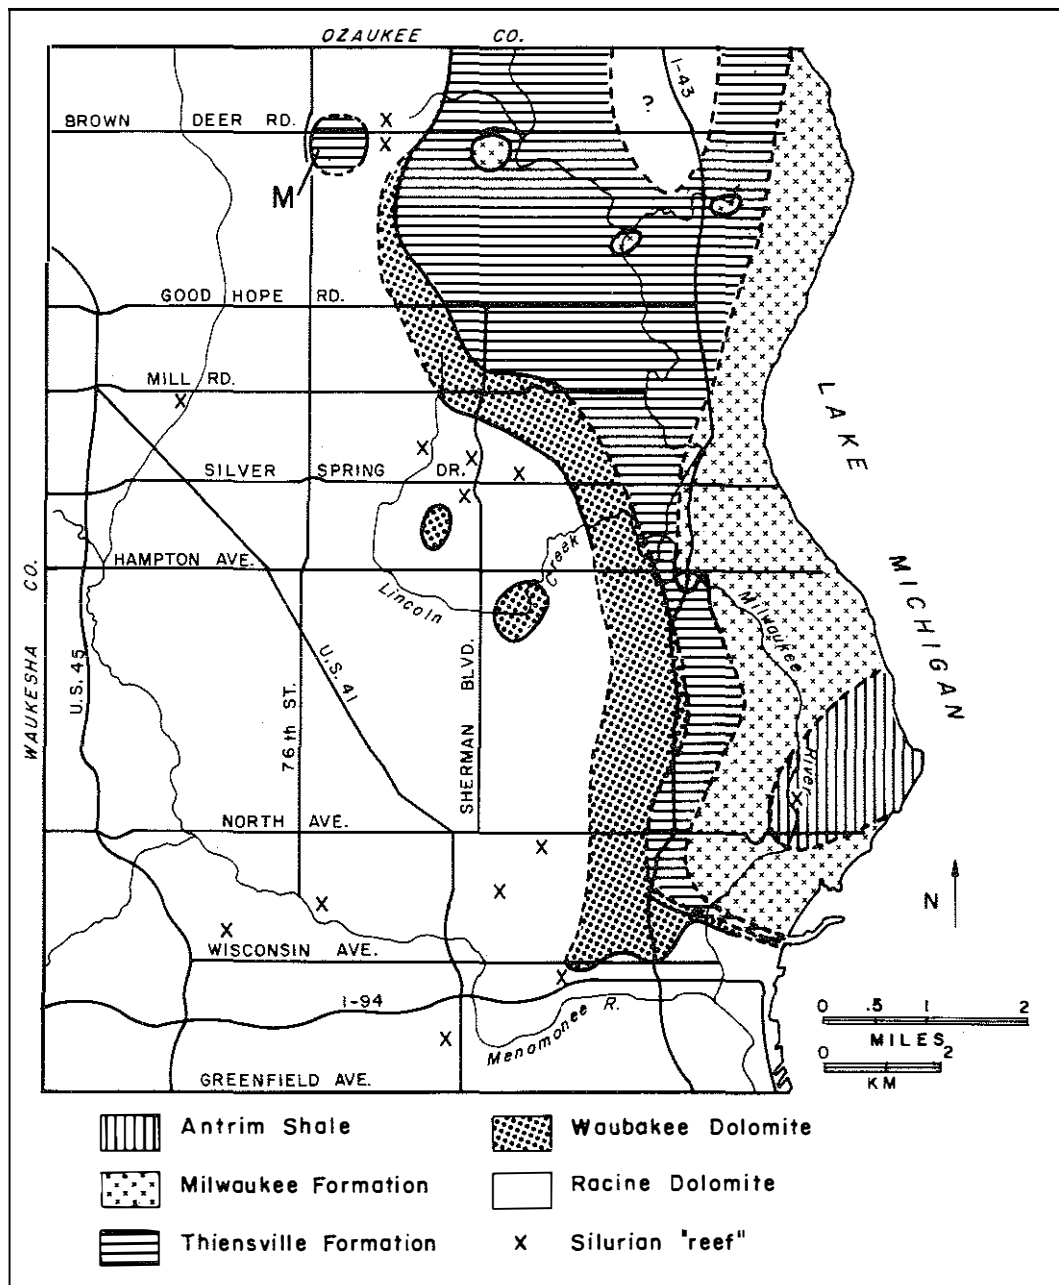 OZAUKEE CO.
I-43
?
BROWN DEER RD.
M
GOOD HOPE RD.
MILL RD.
LAKE
SILVER SPRING DR.
HAMPTON AVE.
WAUKESHA CO.
U.S. 45
Lincoln Creek
U.S. 41
76th ST.
SHERMAN BLVD.
Milwaukee River
MICHIGAN
NORTH AVE.
N
WISCONSIN AVE.
I-94
Menomonee R.
GREENFIELD AVE.
0 .5 1 2
MILES
0 2
KM
Antrim Shale
Waubakee Dolomite
Milwaukee Formation
Racine Dolomite
Thiensville Formation
X Silurian "reef"